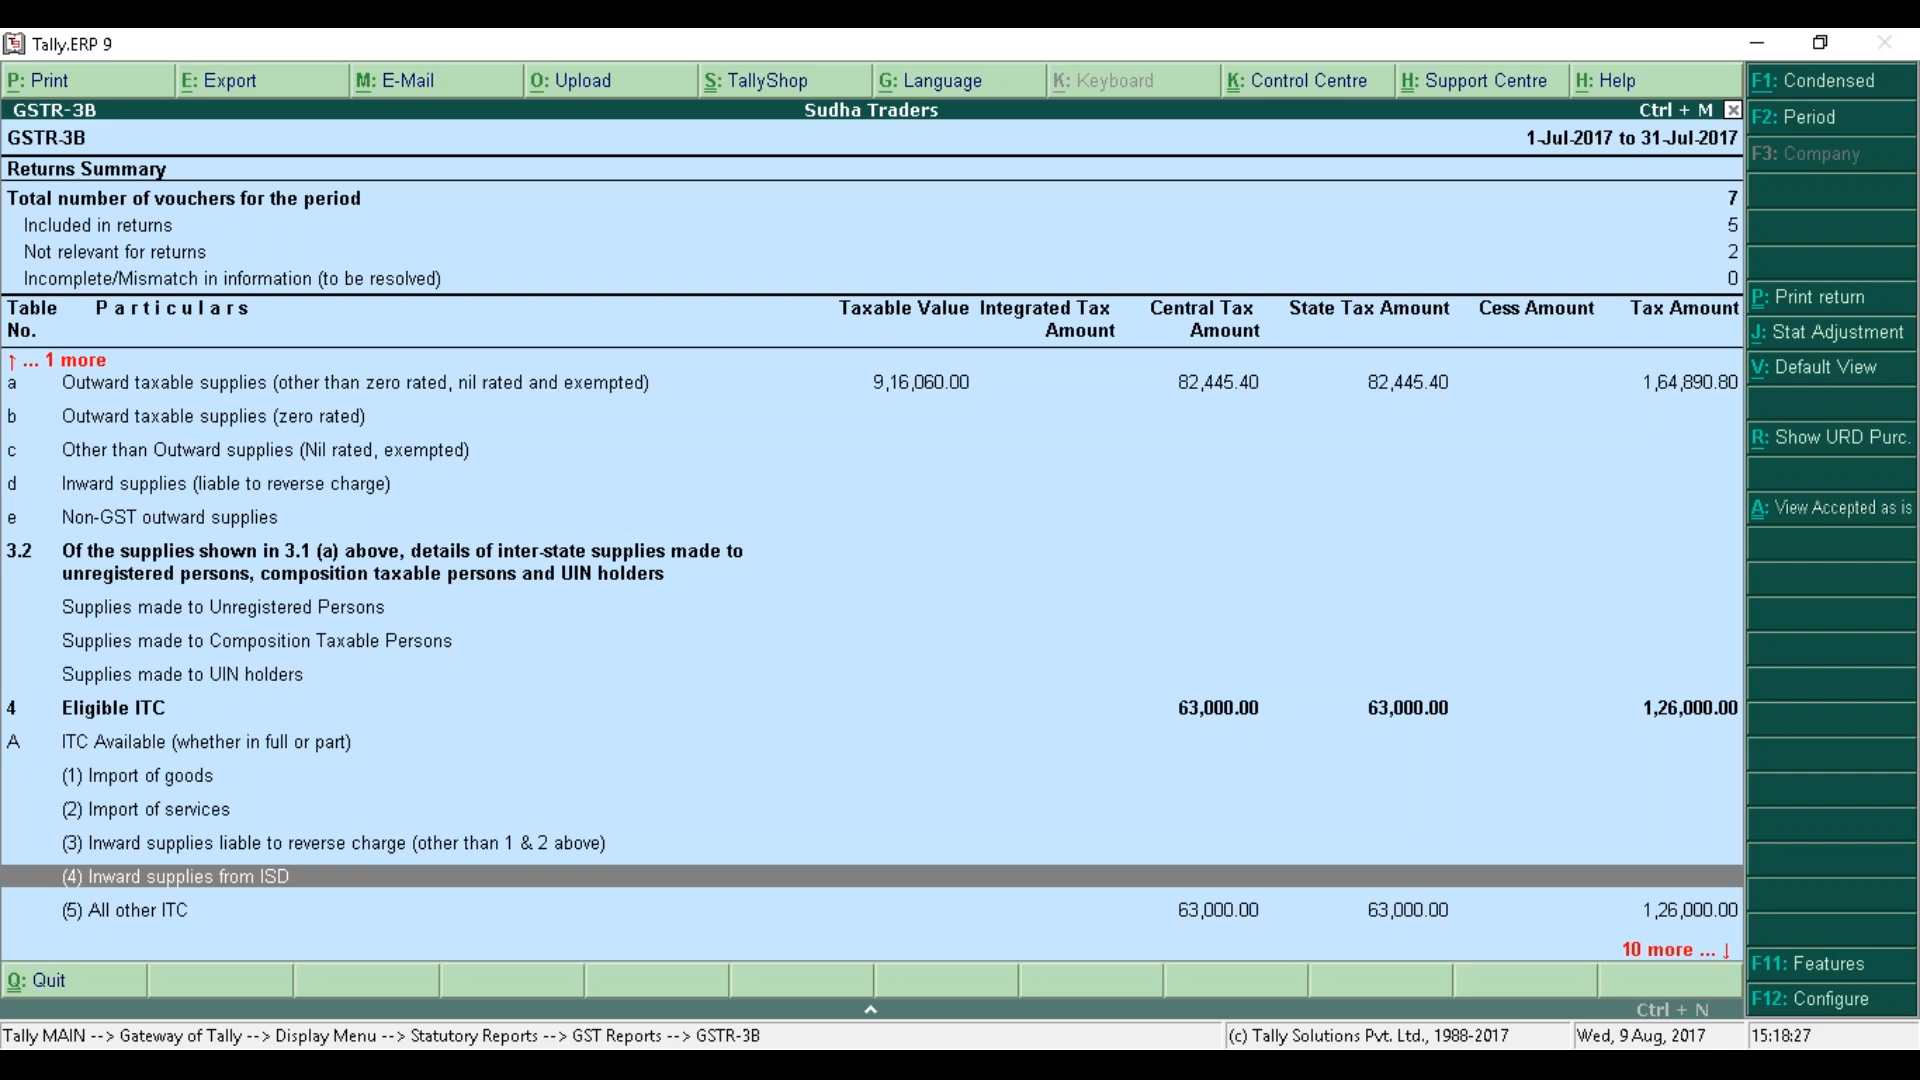 Tally.ERP 9
P: Print E: Export M: E-Mail O: Upload S: TallyShop G: Language K: Keyboard K: Control Centre H: Support Centre H: Help
GSTR-3B Sudha Traders Ctrl + M
GSTR-3B 1-Jul-2017 to 31-Jul-2017
Returns Summary
Total number of vouchers for the period 7
Included in returns 5
Not relevant for returns 2
Incomplete/Mismatch in information (to be resolved) 0
Table No. Particulars Taxable Value Integrated Tax Amount Central Tax Amount State Tax Amount Cess Amount Tax Amount
↑ ... 1 more
a Outward taxable supplies (other than zero rated, nil rated and exempted) 9,16,060.00 82,445.40 82,445.40 1,64,890.80
b Outward taxable supplies (zero rated)
c Other than Outward supplies (Nil rated, exempted)
d Inward supplies (liable to reverse charge)
e Non-GST outward supplies
3.2 Of the supplies shown in 3.1 (a) above, details of inter-state supplies made to
unregistered persons, composition taxable persons and UIN holders
Supplies made to Unregistered Persons
Supplies made to Composition Taxable Persons
Supplies made to UIN holders
4 Eligible ITC 63,000.00 63,000.00 1,26,000.00
A ITC Available (whether in full or part)
(1) Import of goods
(2) Import of services
(3) Inward supplies liable to reverse charge (other than 1 & 2 above)
(4) Inward supplies from ISD
(5) All other ITC 63,000.00 63,000.00 1,26,000.00
10 more ... ↓
Q: Quit
Ctrl + N
F1: Condensed
F2: Period
F3: Company
P: Print return
J: Stat Adjustment
V: Default View
R: Show URD Purc.
A: View Accepted as is
F11: Features
F12: Configure
Tally MAIN --> Gateway of Tally --> Display Menu --> Statutory Reports --> GST Reports --> GSTR-3B (c) Tally Solutions Pvt. Ltd., 1988-2017 Wed, 9 Aug, 2017 15:18:27